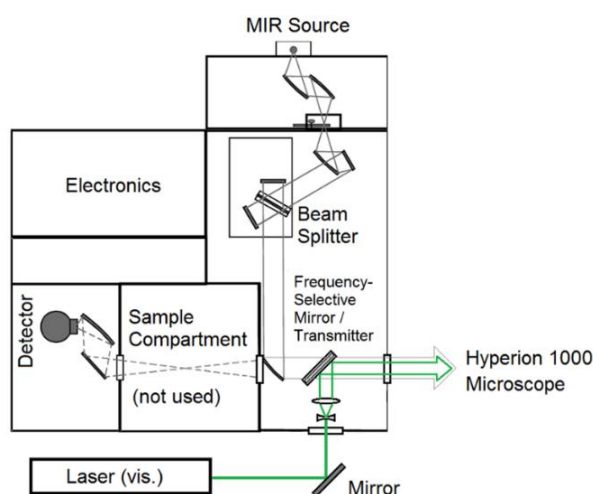 MIR Source
Electronics
Beam
Splitter
Frequency-
Selective
Mirror /
Transmitter
Detector
Sample
Compartment
(not used)
Hyperion 1000
Microscope
Laser (vis.)
Mirror